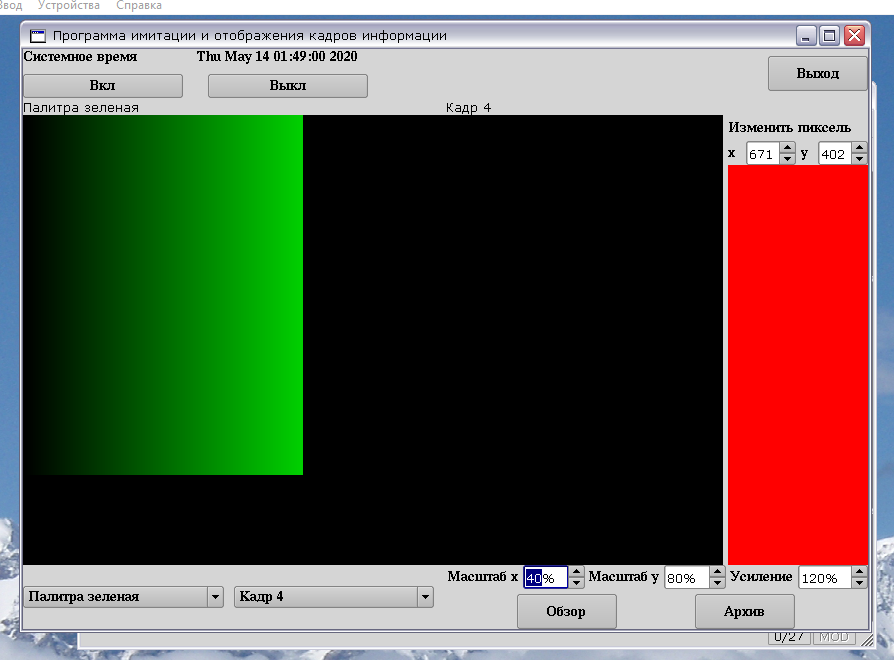 Ввод Устройства Справка
Программа имитации и отображения кадров информации
Системное время Thu May 14 01:49:00 2020
Вкл Выкл Выход
Палитра зеленая Кадр 4
Изменить пиксель
x 671 y 402
Масштаб x 40% Масштаб y 80% Усиление 120%
Палитра зеленая Кадр 4
Обзор Архив
0/27 MOD